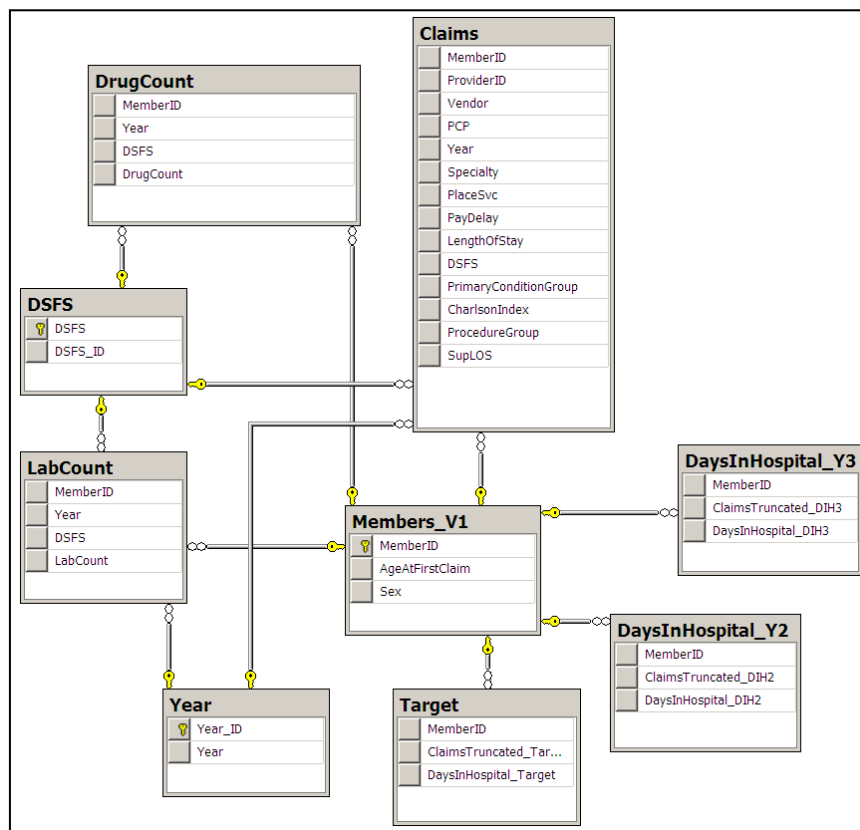 Claims
MemberID
ProviderID
Vendor
PCP
Year
Specialty
PlaceSvc
PayDelay
LengthOfStay
DSFS
PrimaryConditionGroup
CharlsonIndex
ProcedureGroup
SupLOS
DrugCount
MemberID
Year
DSFS
DrugCount
DSFS
DSFS
DSFS_ID
LabCount
MemberID
Year
DSFS
LabCount
Members_V1
MemberID
AgeAtFirstClaim
Sex
DaysInHospital_Y3
MemberID
ClaimsTruncated_DIH3
DaysInHospital_DIH3
DaysInHospital_Y2
MemberID
ClaimsTruncated_DIH2
DaysInHospital_DIH2
Year
Year_ID
Year
Target
MemberID
ClaimsTruncated_Tar...
DaysInHospital_Target